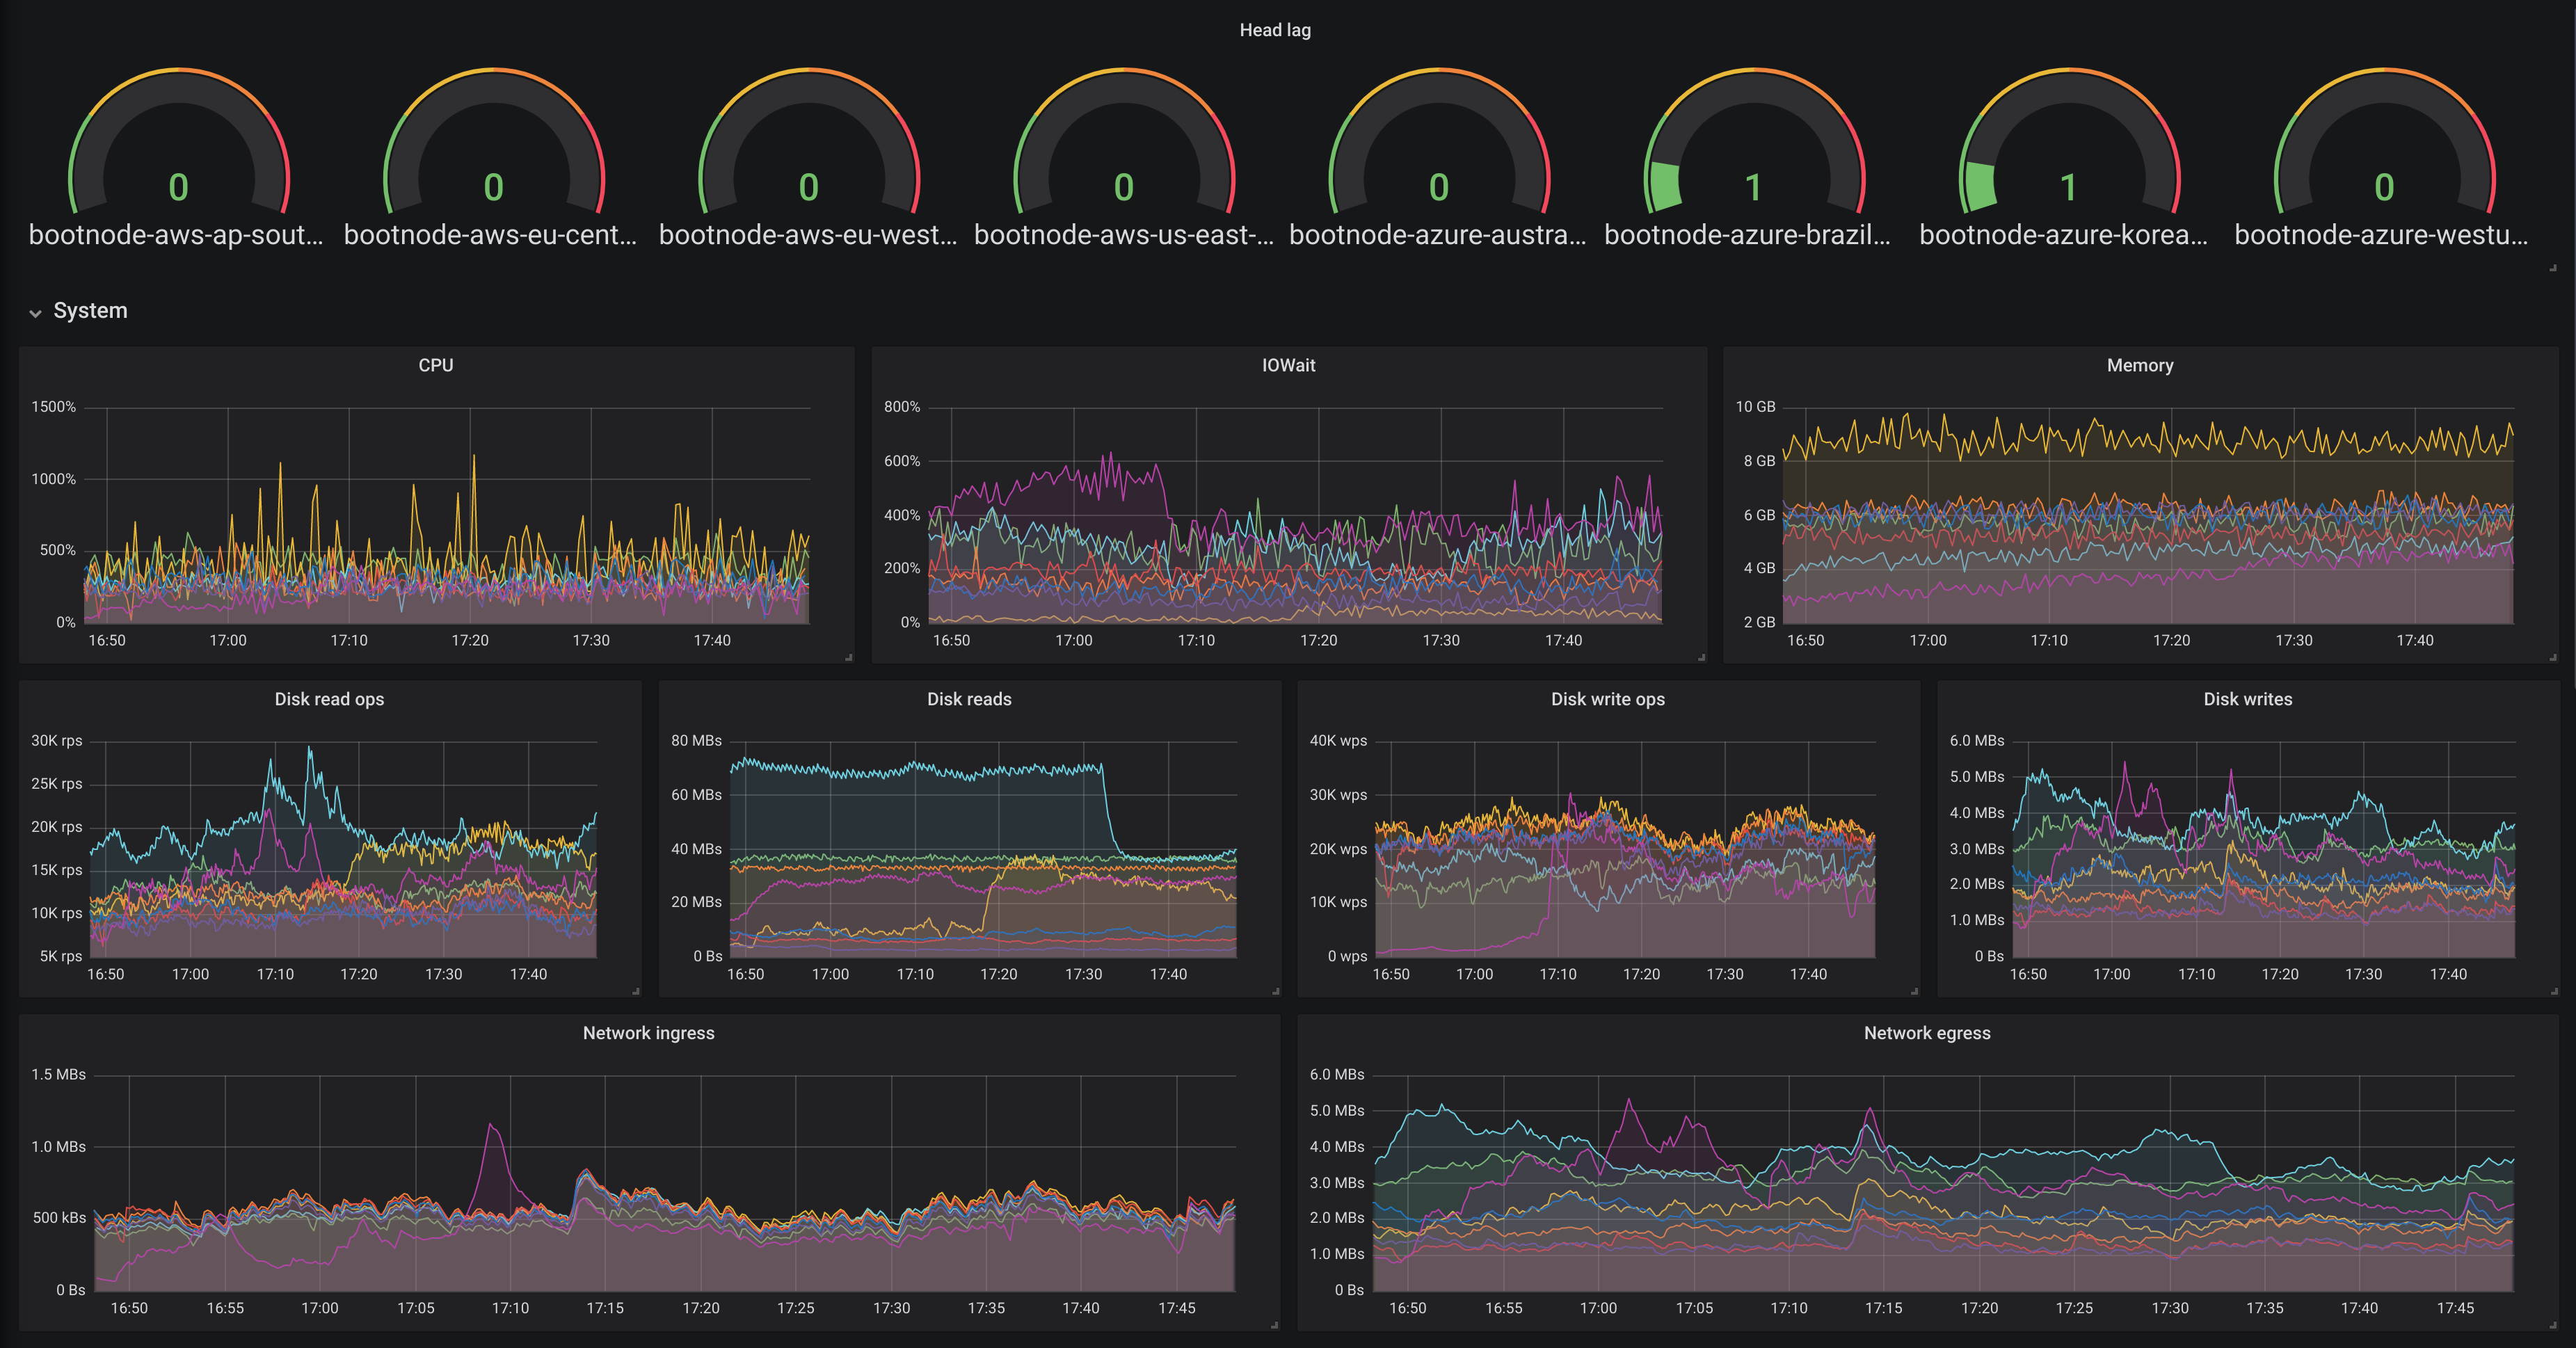 Head lag
0 0 0 0 0 1 1 0
bootnode-aws-ap-sout... bootnode-aws-eu-cent... bootnode-aws-eu-west... bootnode-aws-us-east-... bootnode-azure-austra... bootnode-azure-brazil... bootnode-azure-korea... bootnode-azure-westu...
System
CPU
1500%
1000%
500%
0%
16:50 17:00 17:10 17:20 17:30 17:40
IOWait
800%
600%
400%
200%
0%
16:50 17:00 17:10 17:20 17:30 17:40
Memory
10 GB
8 GB
6 GB
4 GB
2 GB
16:50 17:00 17:10 17:20 17:30 17:40
Disk read ops
30K rps
25K rps
20K rps
15K rps
10K rps
5K rps
16:50 17:00 17:10 17:20 17:30 17:40
Disk reads
80 MBs
60 MBs
40 MBs
20 MBs
0 Bs
16:50 17:00 17:10 17:20 17:30 17:40
Disk write ops
40K wps
30K wps
20K wps
10K wps
0 wps
16:50 17:00 17:10 17:20 17:30 17:40
Disk writes
6.0 MBs
5.0 MBs
4.0 MBs
3.0 MBs
2.0 MBs
1.0 MBs
0 Bs
16:50 17:00 17:10 17:20 17:30 17:40
Network ingress
1.5 MBs
1.0 MBs
500 kBs
0 Bs
16:50 16:55 17:00 17:05 17:10 17:15 17:20 17:25 17:30 17:35 17:40 17:45
Network egress
6.0 MBs
5.0 MBs
4.0 MBs
3.0 MBs
2.0 MBs
1.0 MBs
0 Bs
16:50 16:55 17:00 17:05 17:10 17:15 17:20 17:25 17:30 17:35 17:40 17:45